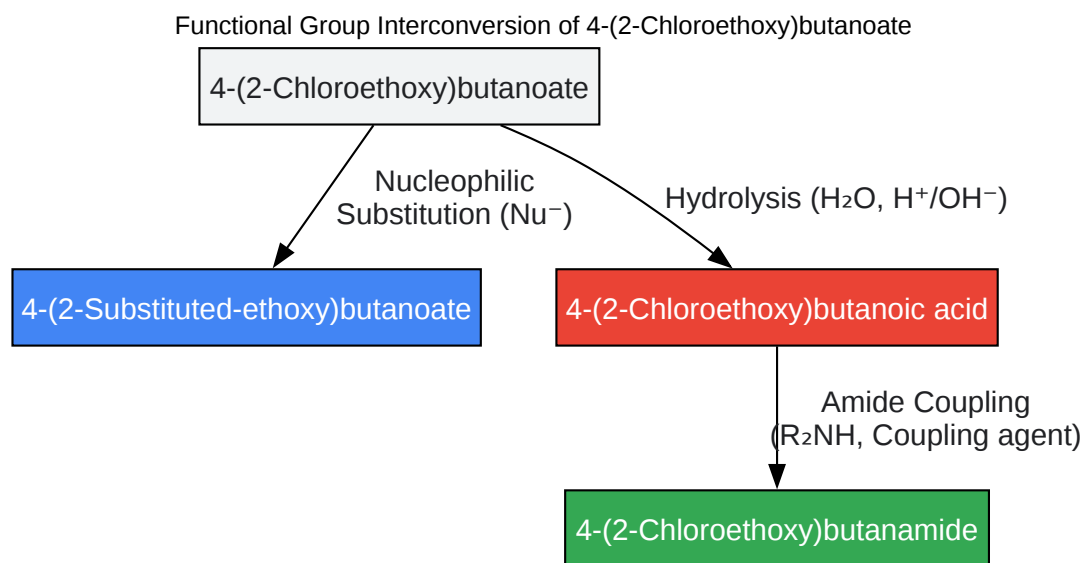 Functional Group Interconversion of 4-(2-Chloroethoxy)butanoate
4-(2-Chloroethoxy)butanoate
Nucleophilic
Substitution (Nu⁻)
Hydrolysis (H₂O, H⁺/OH⁻)
4-(2-Substituted-ethoxy)butanoate
4-(2-Chloroethoxy)butanoic acid
Amide Coupling
(R₂NH, Coupling agent)
4-(2-Chloroethoxy)butanamide